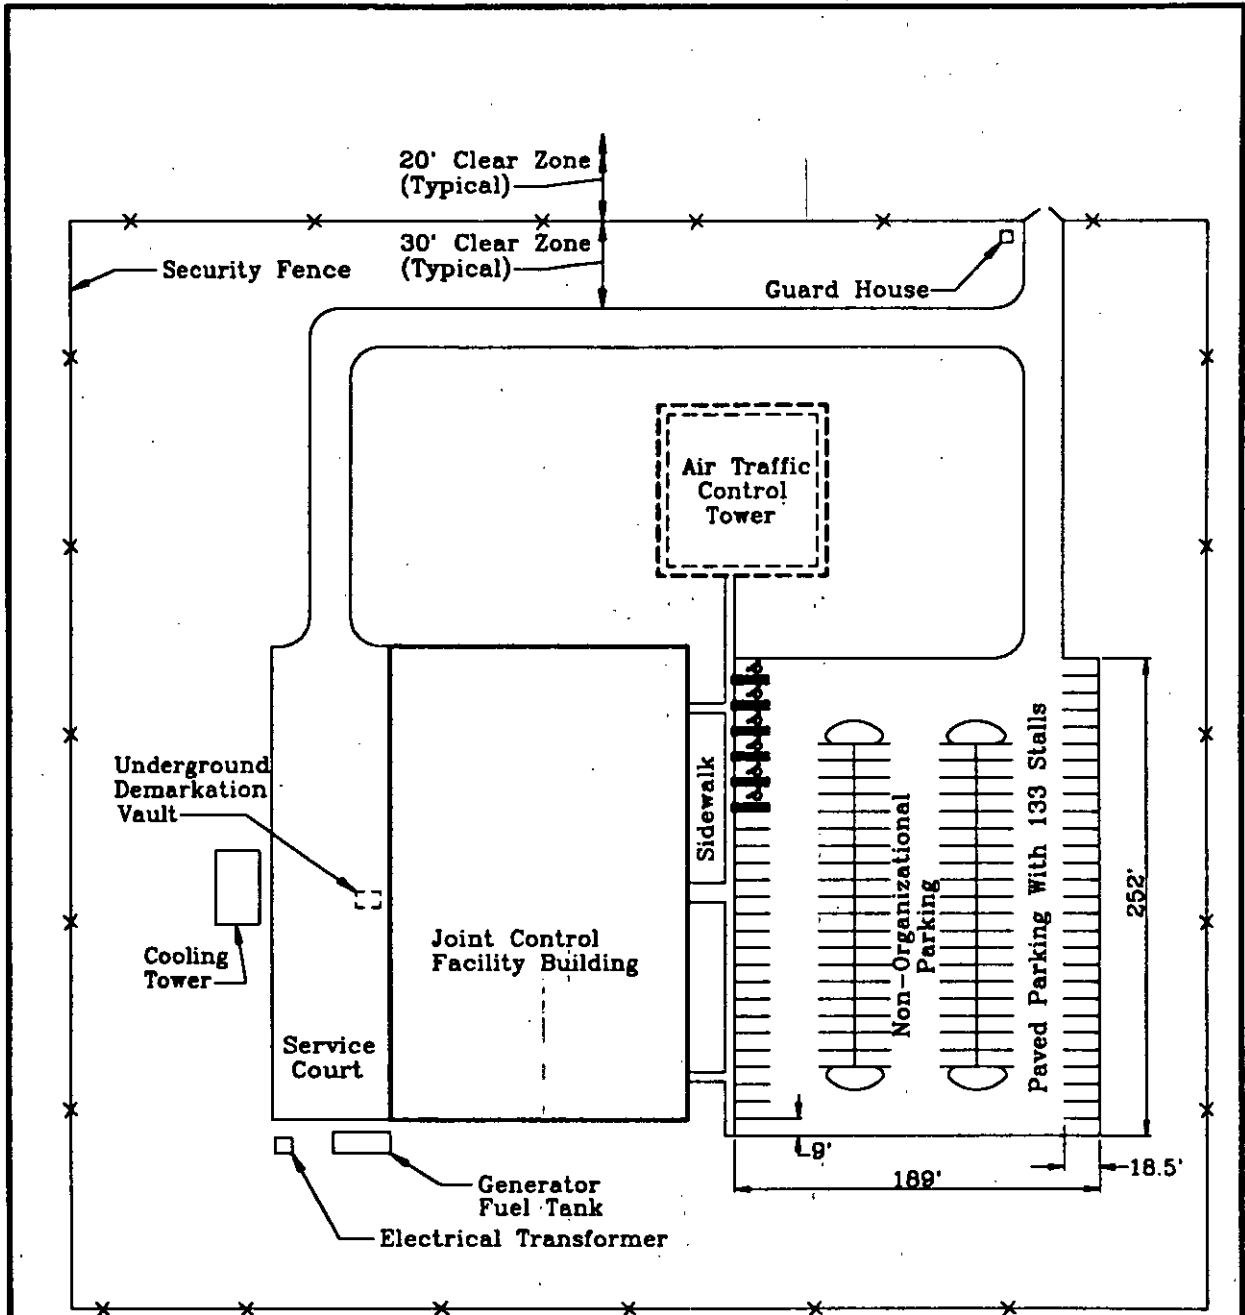 20' Clear Zone
(Typical)
30' Clear Zone
(Typical)
Security Fence
Guard House
Air Traffic
Control
Tower
Underground
Demarkation
Vault
Sidewalk
Non-Organizational
Parking
Paved Parking With 133 Stalls
252'
Cooling
Tower
Joint Control
Facility Building
Service
Court
9'
18.5'
189'
Generator
Fuel Tank
Electrical Transformer